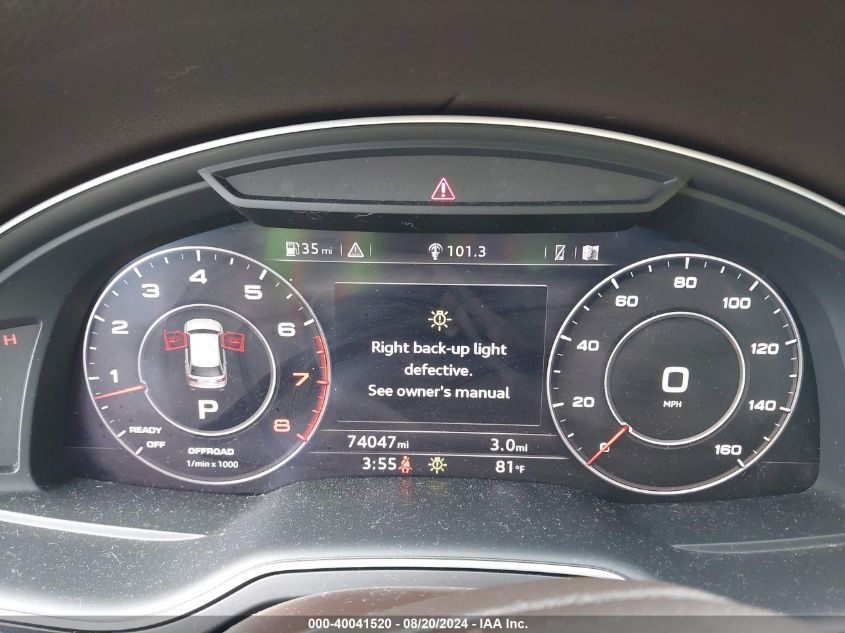 35 mi
101.3
1
2
3
4
5
6
7
8
P
READY
OFF
OFFROAD
1/min x 1000
Right back-up light
defective.
See owner's manual
0
20
40
60
80
100
120
140
160
0
MPH
74047mi
3.0mi
3:55
81°F
H
000-40041520 - 08/20/2024 - IAA Inc.